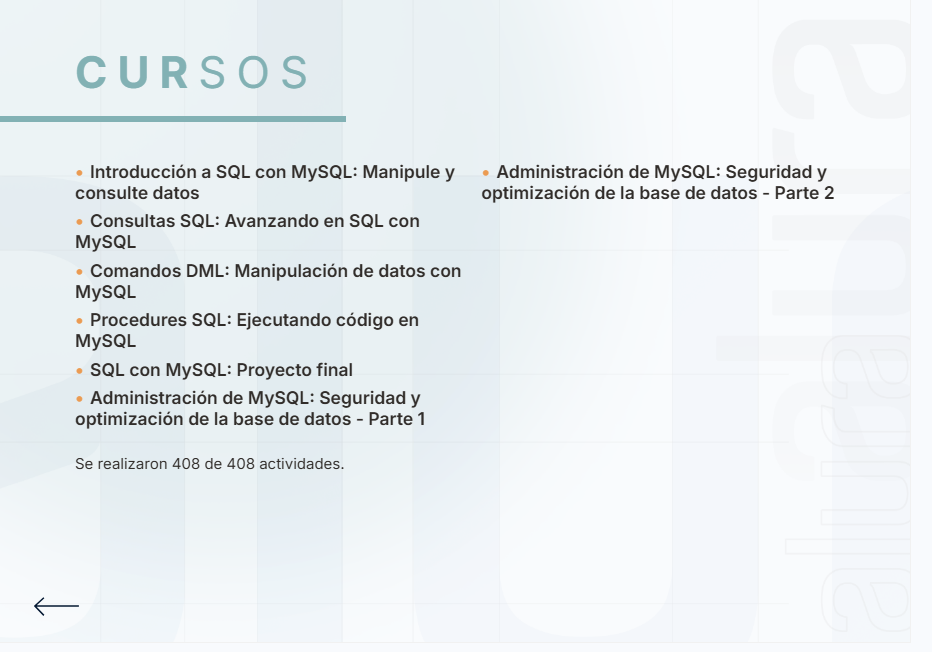 CURSOS
• Introducción a SQL con MySQL: Manipule y
consulte datos
• Consultas SQL: Avanzando en SQL con
MySQL
• Comandos DML: Manipulación de datos con
MySQL
• Procedures SQL: Ejecutando código en
MySQL
• SQL con MySQL: Proyecto final
• Administración de MySQL: Seguridad y
optimización de la base de datos - Parte 1
• Administración de MySQL: Seguridad y
optimización de la base de datos - Parte 2
Se realizaron 408 de 408 actividades.
alura